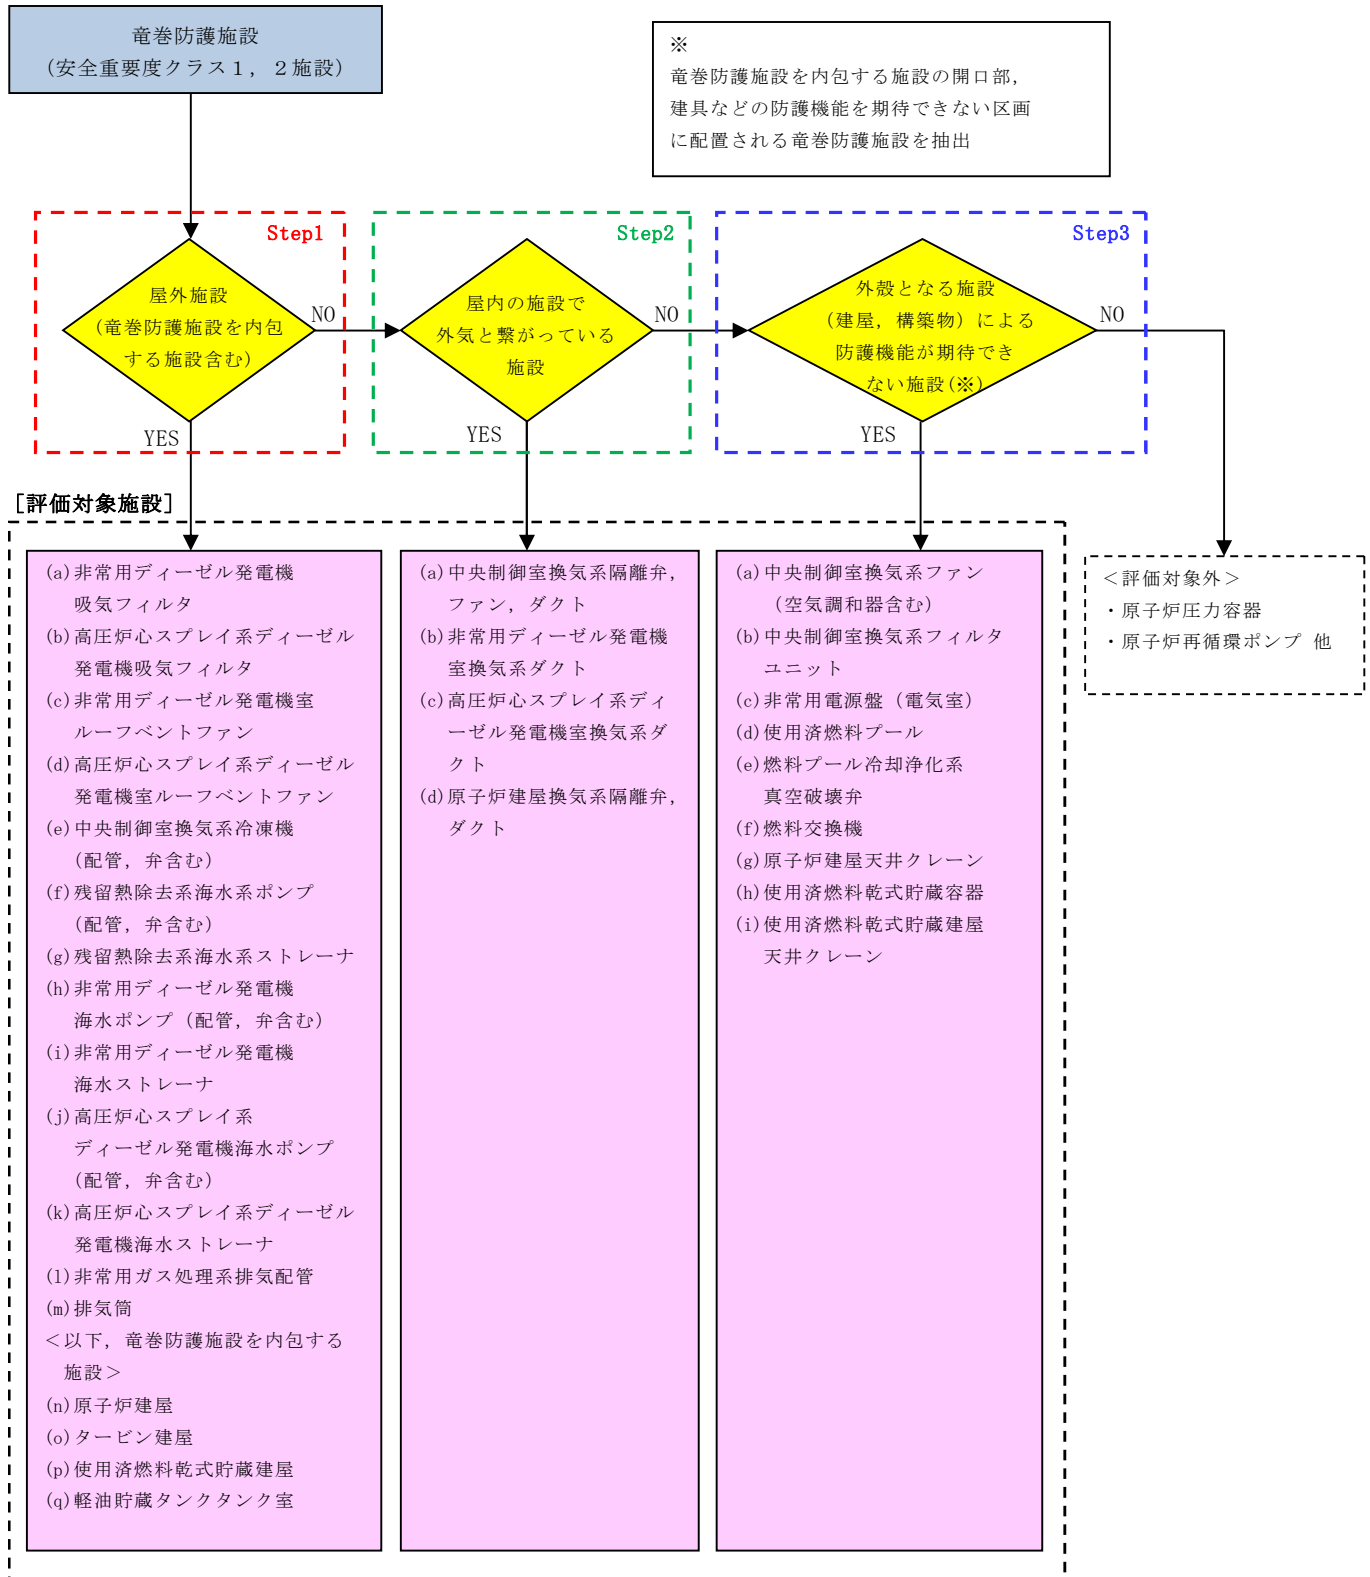 竜巻防護施設
(安全重要度クラス１，２施設)
※
竜巻防護施設を内包する施設の開口部，
建具などの防護機能を期待できない区画
に配置される竜巻防護施設を抽出
Step1
屋外施設
(竜巻防護施設を内包
する施設含む)
NO
YES
Step2
屋内の施設で
外気と繋がっている
施設
NO
YES
Step3
外殻となる施設
(建屋，構築物) による
防護機能が期待でき
ない施設(※)
NO
YES
[評価対象施設]
(a)非常用ディーゼル発電機
吸気フィルタ
(b)高圧炉心スプレイ系ディーゼル
発電機吸気フィルタ
(c)非常用ディーゼル発電機室
ルーフベントファン
(d)高圧炉心スプレイ系ディーゼル
発電機室ルーフベントファン
(e)中央制御室換気系冷凍機
(配管，弁含む)
(f)残留熱除去系海水系ポンプ
(配管，弁含む)
(g)残留熱除去系海水系ストレーナ
(h)非常用ディーゼル発電機
海水ポンプ (配管，弁含む)
(i)非常用ディーゼル発電機
海水ストレーナ
(j)高圧炉心スプレイ系
ディーゼル発電機海水ポンプ
(配管，弁含む)
(k)高圧炉心スプレイ系ディーゼル
発電機海水ストレーナ
(l)非常用ガス処理系排気配管
(m)排気筒
＜以下，竜巻防護施設を内包する
施設＞
(n)原子炉建屋
(o)タービン建屋
(p)使用済燃料乾式貯蔵建屋
(q)軽油貯蔵タンクタンク室
(a)中央制御室換気系隔離弁，
ファン，ダクト
(b)非常用ディーゼル発電機
室換気系ダクト
(c)高圧炉心スプレイ系ディ
ーゼル発電機室換気系ダ
クト
(d)原子炉建屋換気系隔離弁，
ダクト
(a)中央制御室換気系ファン
(空気調和器含む)
(b)中央制御室換気系フィルタ
ユニット
(c)非常用電源盤 (電気室)
(d)使用済燃料プール
(e)燃料プール冷却浄化系
真空破壊弁
(f)燃料交換機
(g)原子炉建屋天井クレーン
(h)使用済燃料乾式貯蔵容器
(i)使用済燃料乾式貯蔵建屋
天井クレーン
＜評価対象外＞
・原子炉圧力容器
・原子炉再循環ポンプ 他